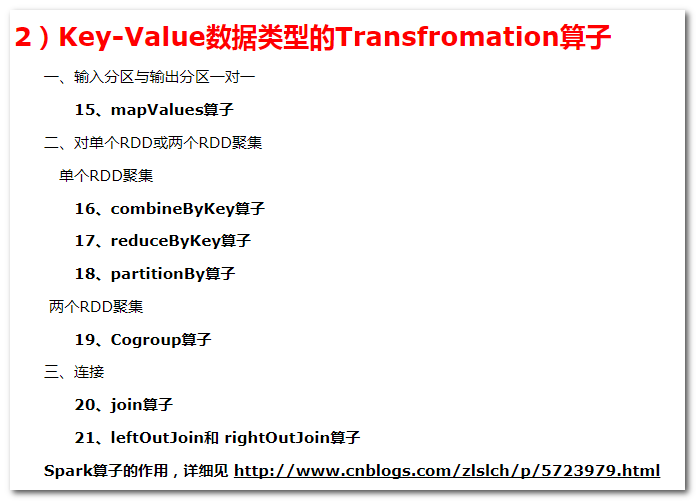 2）Key-Value数据类型的Transfromation算子
一、输入分区与输出分区一对一
15、mapValues算子
二、对单个RDD或两个RDD聚集
单个RDD聚集
16、combineByKey算子
17、reduceByKey算子
18、partitionBy算子
两个RDD聚集
19、Cogroup算子
三、连接
20、join算子
21、leftOutJoin和 rightOutJoin算子
Spark算子的作用，详细见 http://www.cnblogs.com/zlslch/p/5723979.html